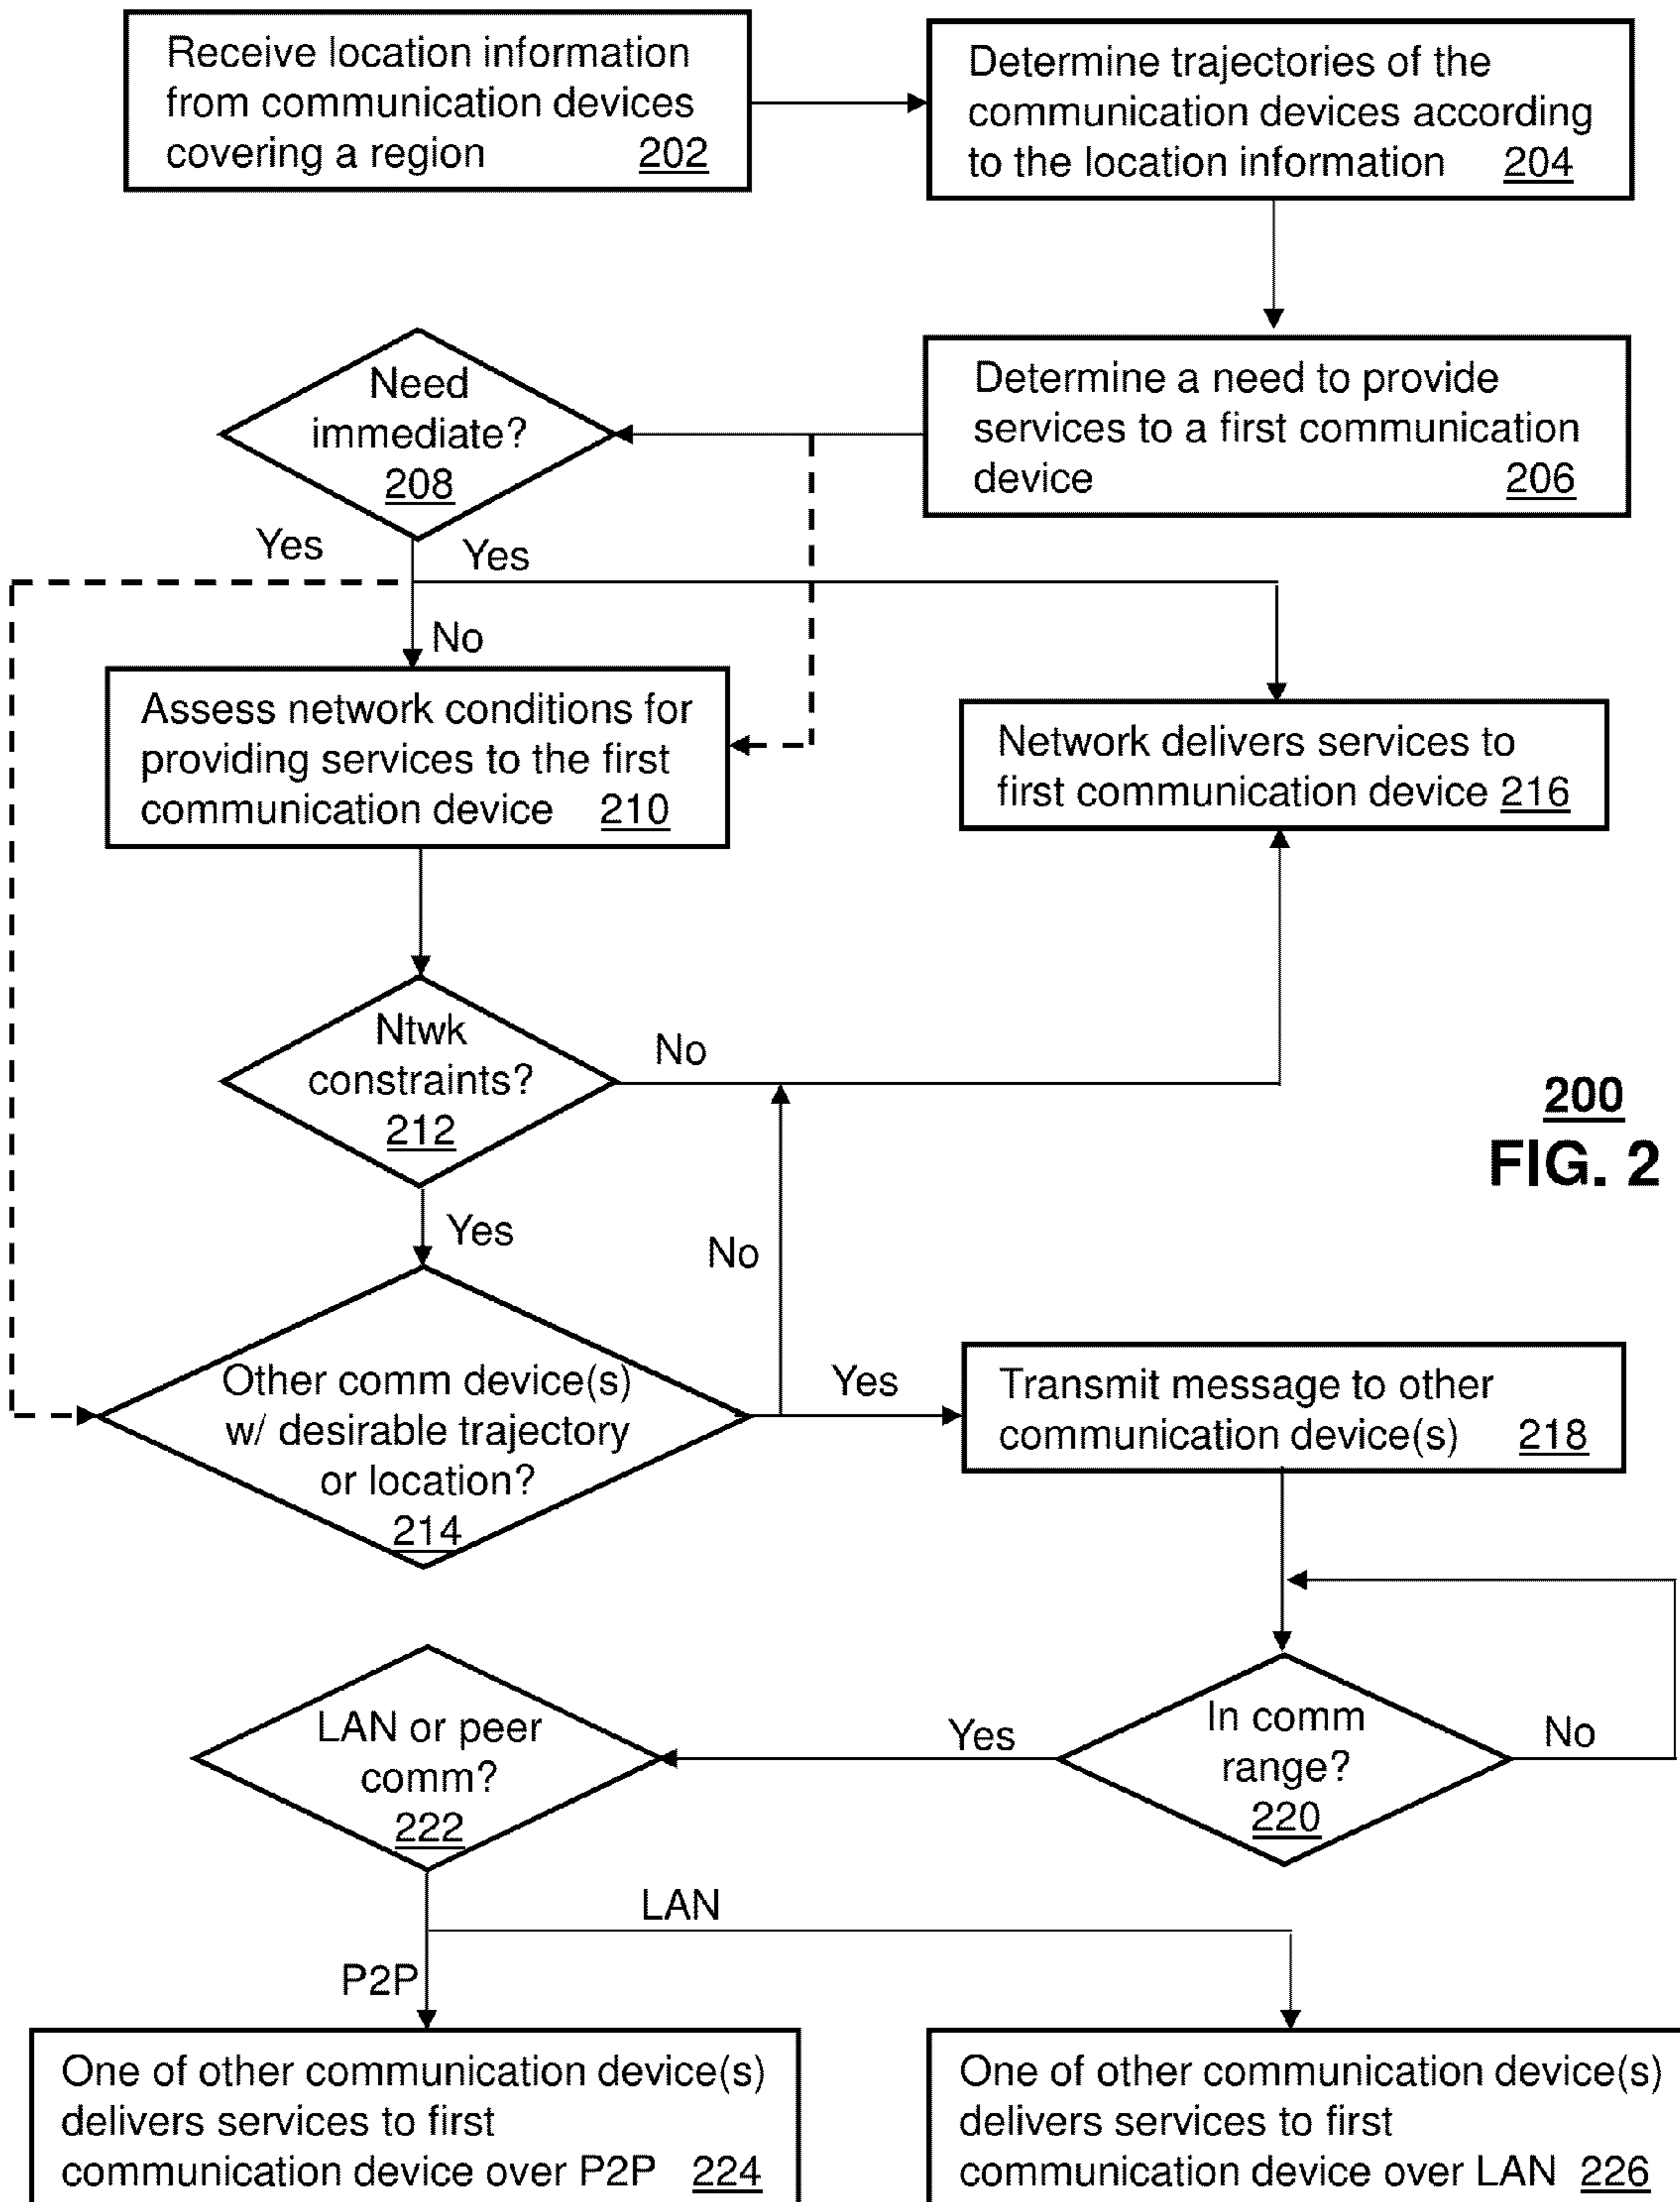 Receive location information
from communication devices
covering a region 202
Determine trajectories of the
communication devices according
to the location information 204
Need
immediate?
208
Determine a need to provide
services to a first communication
device 206
Yes
Yes
No
Assess network conditions for
providing services to the first
communication device 210
Network delivers services to
first communication device 216
Ntwk
constraints?
212
No
200
FIG. 2
Yes
No
Other comm device(s)
w/ desirable trajectory
or location?
214
Yes
Transmit message to other
communication device(s) 218
LAN or peer
comm?
222
Yes
In comm
range?
220
No
LAN
P2P
One of other communication device(s)
delivers services to first
communication device over P2P 224
One of other communication device(s)
delivers services to first
communication device over LAN 226